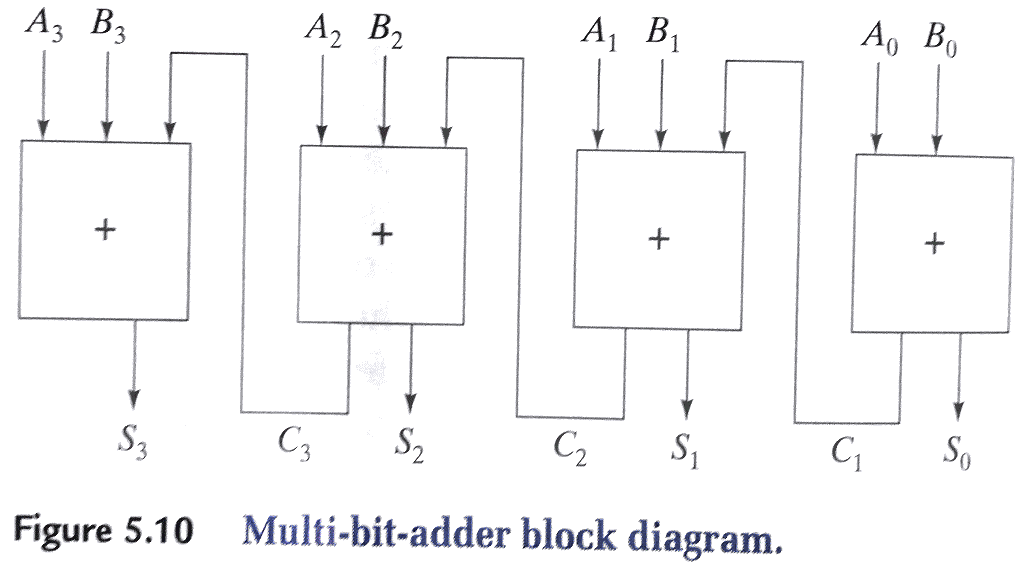 A₃ B₃ A₂ B₂ A₁ B₁ A₀ B₀
+ + + +
S₃ C₃ S₂ C₂ S₁ C₁ S₀
Figure 5.10 Multi-bit-adder block diagram.